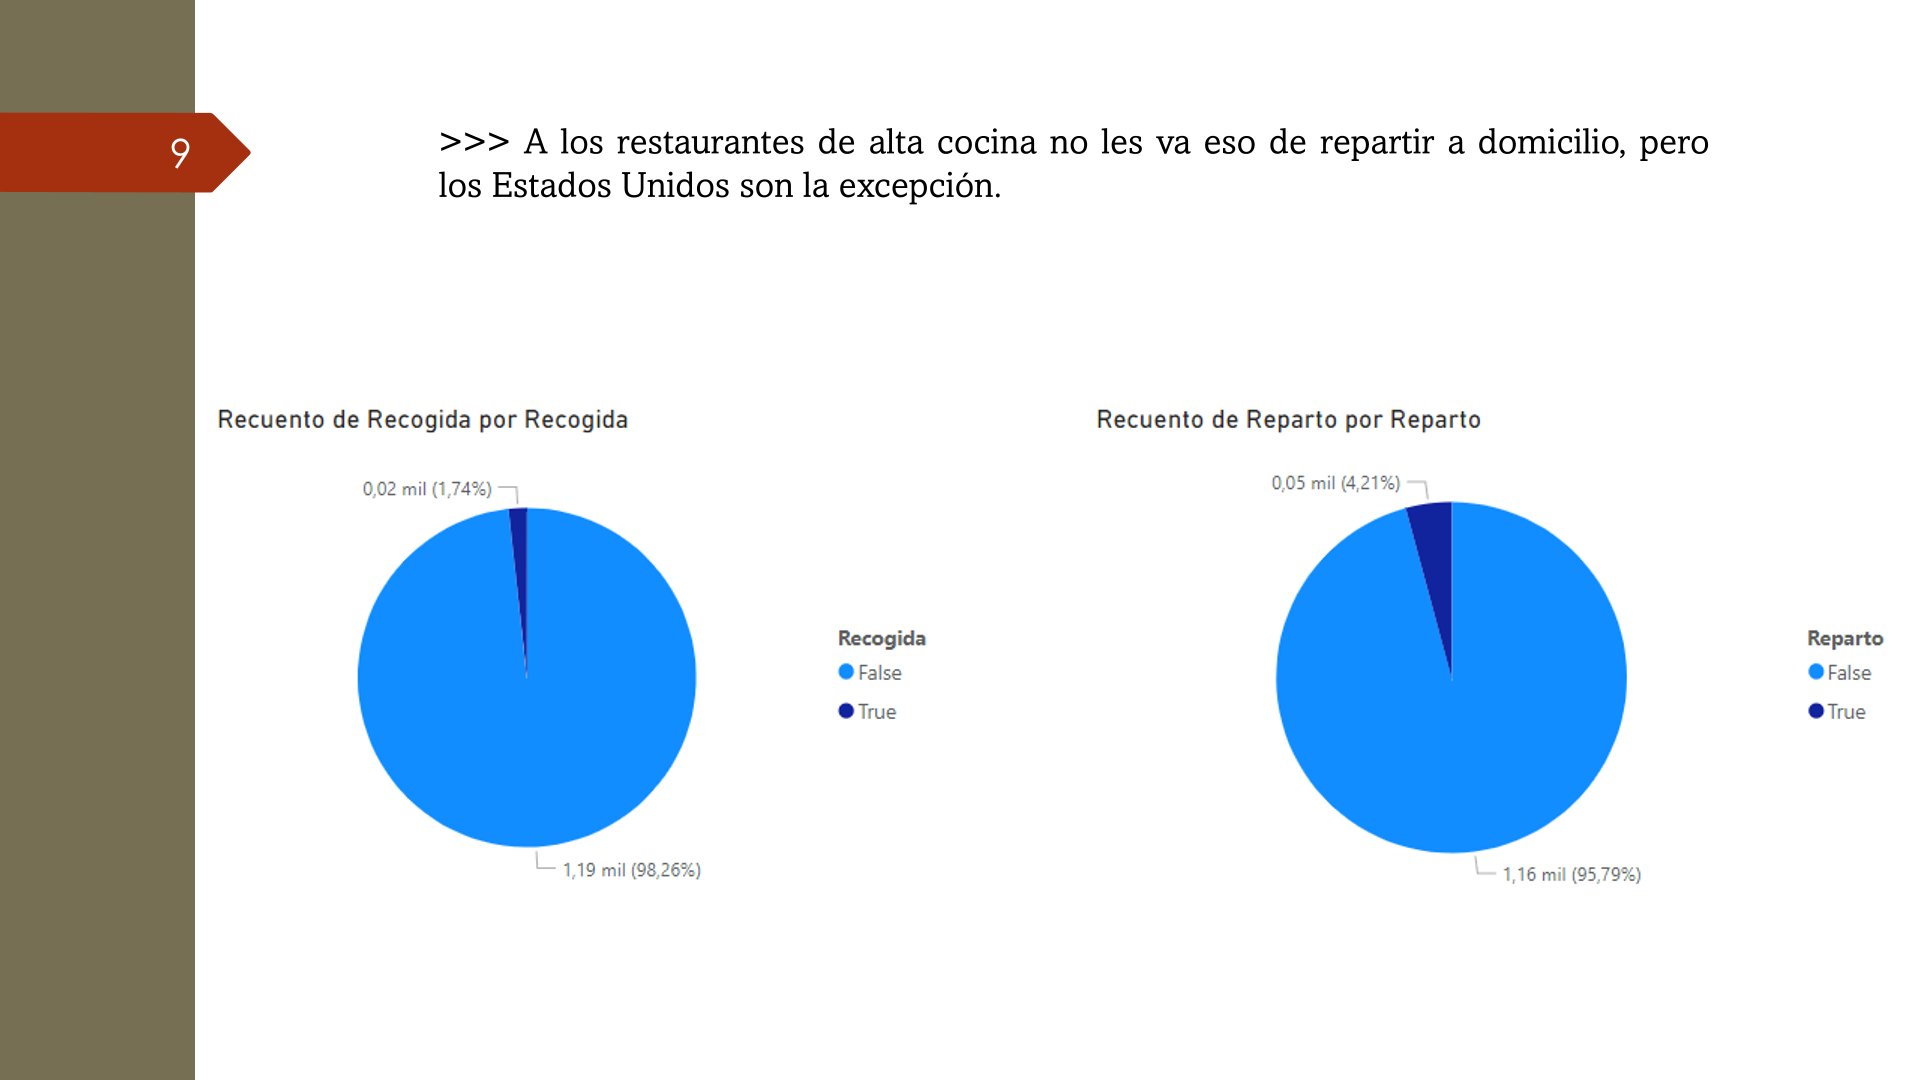 9
>>> A los restaurantes de alta cocina no les va eso de repartir a domicilio, pero
los Estados Unidos son la excepción.
Recuento de Recogida por Recogida
0,02 mil (1,74%)
1,19 mil (98,26%)
Recogida
False
True
Recuento de Reparto por Reparto
0,05 mil (4,21%)
1,16 mil (95,79%)
Reparto
False
True